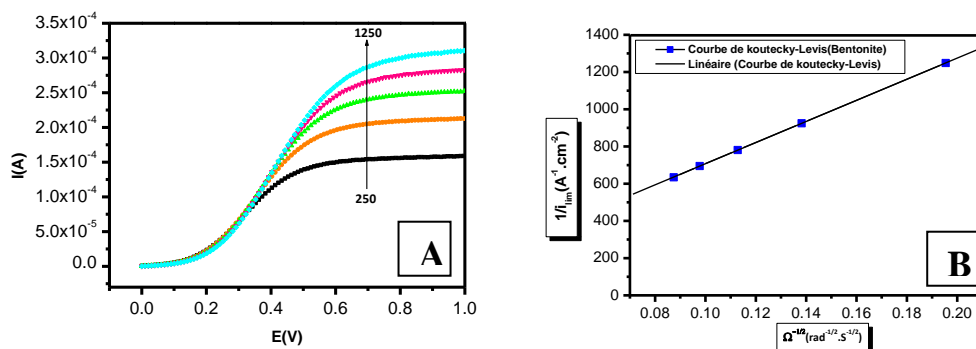 3.5x10⁻⁴
3.0x10⁻⁴
2.5x10⁻⁴
2.0x10⁻⁴
1.5x10⁻⁴
1.0x10⁻⁴
5.0x10⁻⁵
0.0
I(A)
1250
250
A
0.0 0.2 0.4 0.6 0.8 1.0
E(V)
1400
1200
1000
800
600
400
200
0
1/i_lim(A⁻¹.cm⁻²)
Courbe de koutecky-Levis(Bentonite)
Linéaire (Courbe de koutecky-Levis)
B
0.08 0.10 0.12 0.14 0.16 0.18 0.20
Ω⁻¹/²(rad⁻¹/².S⁻¹/²)